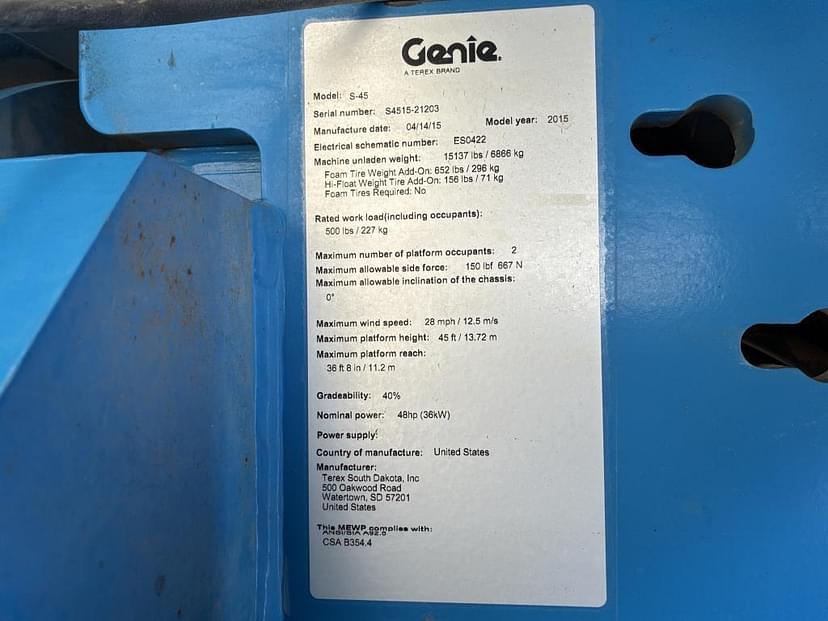 Genie.
A TEREX BRAND
Model: S-45
Serial number: S4515-21203
Manufacture date: 04/14/15 Model year: 2015
Electrical schematic number: ES0422
Machine unladen weight: 15137 lbs / 6866 kg
Foam Tire Weight Add-On: 652 lbs / 296 kg
Hi-Float Weight Tire Add-On: 156 lbs / 71 kg
Foam Tires Required: No
Rated work load(including occupants):
500 lbs / 227 kg
Maximum number of platform occupants: 2
Maximum allowable side force: 150 lbf 667 N
Maximum allowable inclination of the chassis:
0°
Maximum wind speed: 28 mph / 12.5 m/s
Maximum platform height: 45 ft / 13.72 m
Maximum platform reach:
36 ft 8 in / 11.2 m
Gradeability: 40%
Nominal power: 48hp (36kW)
Power supply:
Country of manufacture: United States
Manufacturer:
Terex South Dakota, Inc
500 Oakwood Road
Watertown, SD 57201
United States
This MEWP complies with:
ANSI/SIA A92.5
CSA B354.4